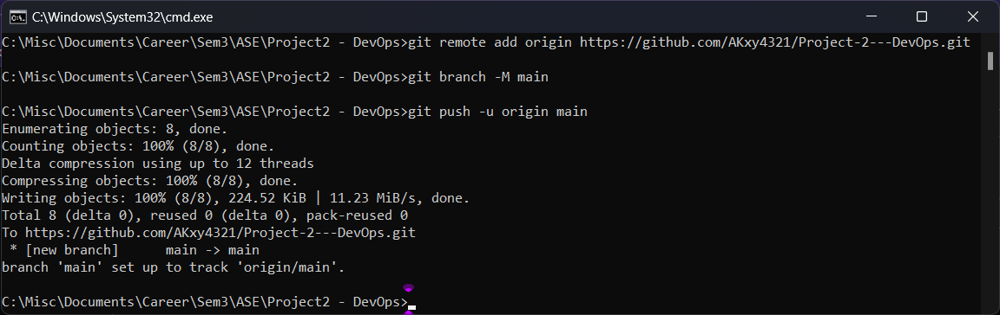 C:\Windows\System32\cmd.exe
C:\Misc\Documents\Career\Sem3\ASE\Project2 - DevOps>git remote add origin https://github.com/AKxy4321/Project-2---DevOps.git
C:\Misc\Documents\Career\Sem3\ASE\Project2 - DevOps>git branch -M main
C:\Misc\Documents\Career\Sem3\ASE\Project2 - DevOps>git push -u origin main
Enumerating objects: 8, done.
Counting objects: 100% (8/8), done.
Delta compression using up to 12 threads
Compressing objects: 100% (8/8), done.
Writing objects: 100% (8/8), 224.52 KiB | 11.23 MiB/s, done.
Total 8 (delta 0), reused 0 (delta 0), pack-reused 0
To https://github.com/AKxy4321/Project-2---DevOps.git
 * [new branch]      main -> main
branch 'main' set up to track 'origin/main'.
C:\Misc\Documents\Career\Sem3\ASE\Project2 - DevOps>